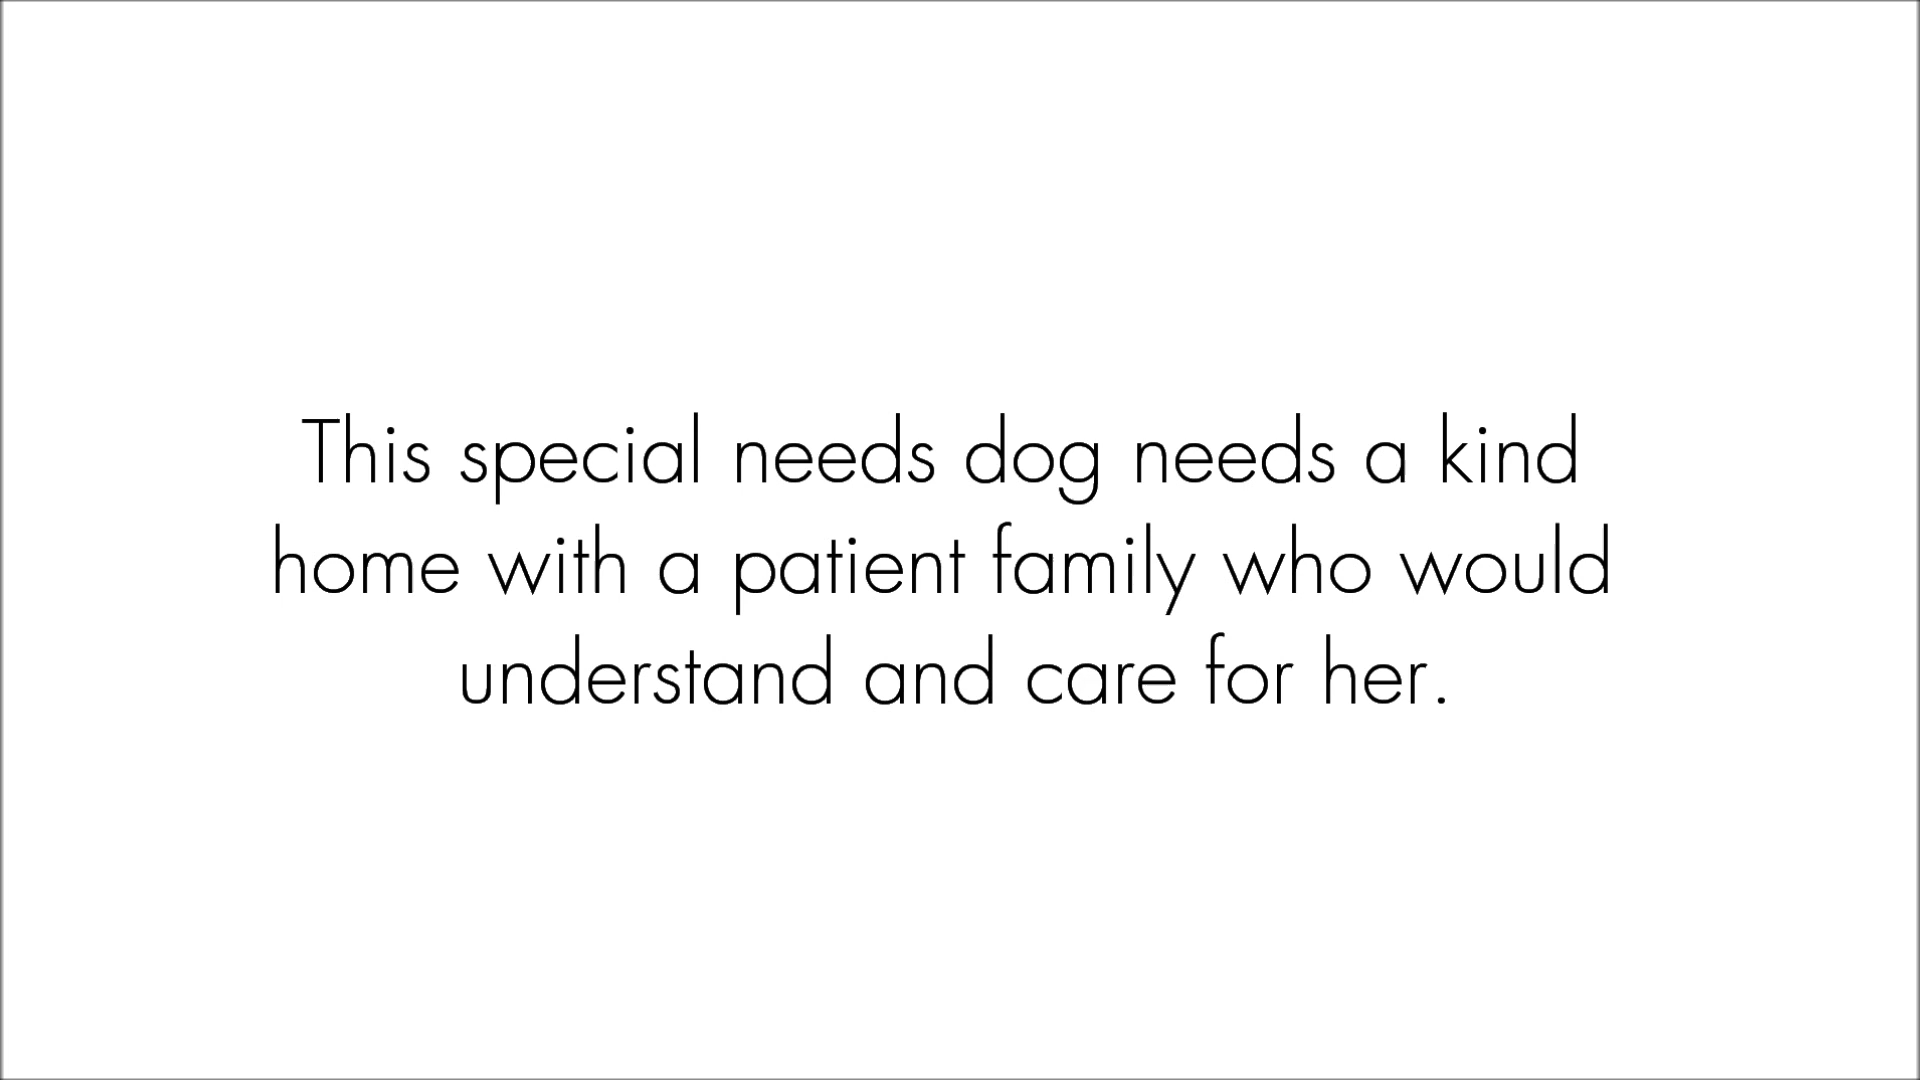 This special needs dog needs a kind
home with a patient family who would
understand and care for her.